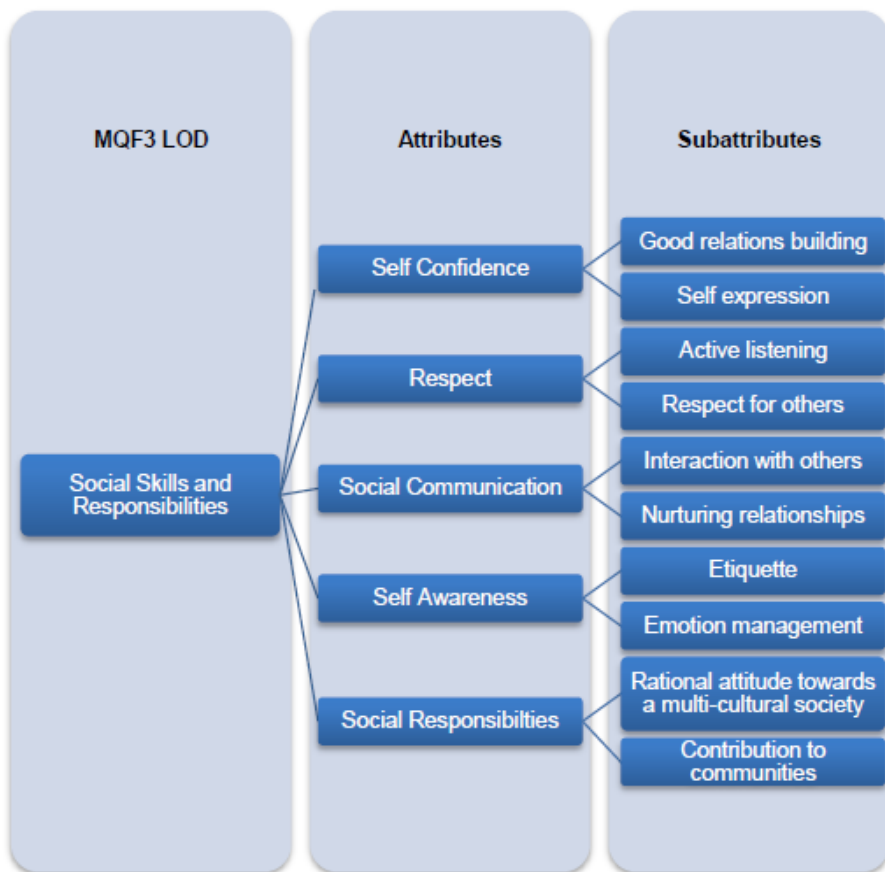 MQF3 LOD
Attributes
Subattributes
Social Skills and
Responsibilities
Self Confidence
Good relations building
Self expression
Respect
Active listening
Respect for others
Social Communication
Interaction with others
Nurturing relationships
Self Awareness
Etiquette
Emotion management
Social Responsibilties
Rational attitude towards
a multi-cultural society
Contribution to
communities